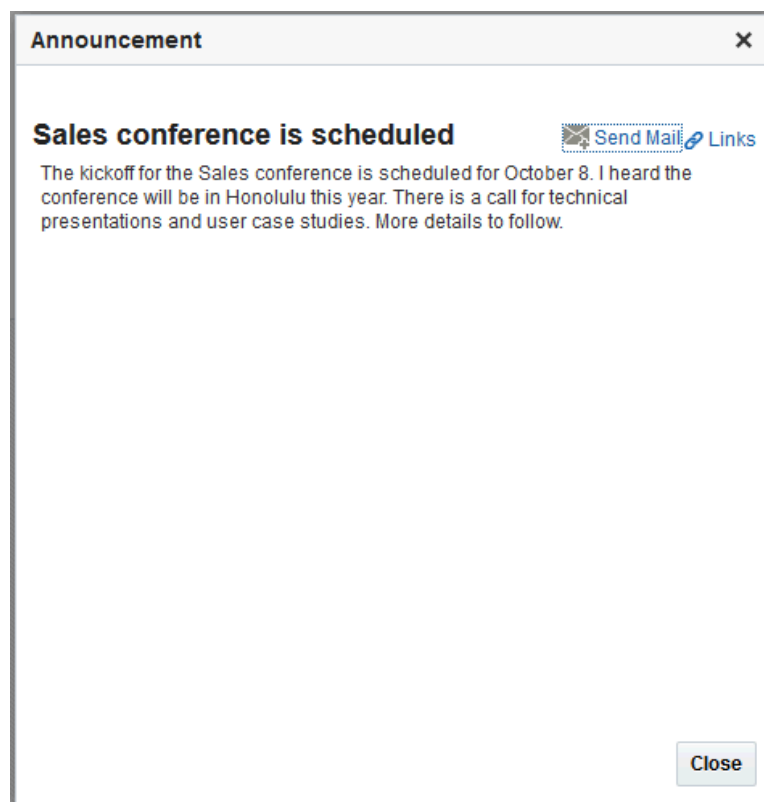 Announcement
Sales conference is scheduled
Send Mail
Links
The kickoff for the Sales conference is scheduled for October 8. I heard the
conference will be in Honolulu this year. There is a call for technical
presentations and user case studies. More details to follow.
Close